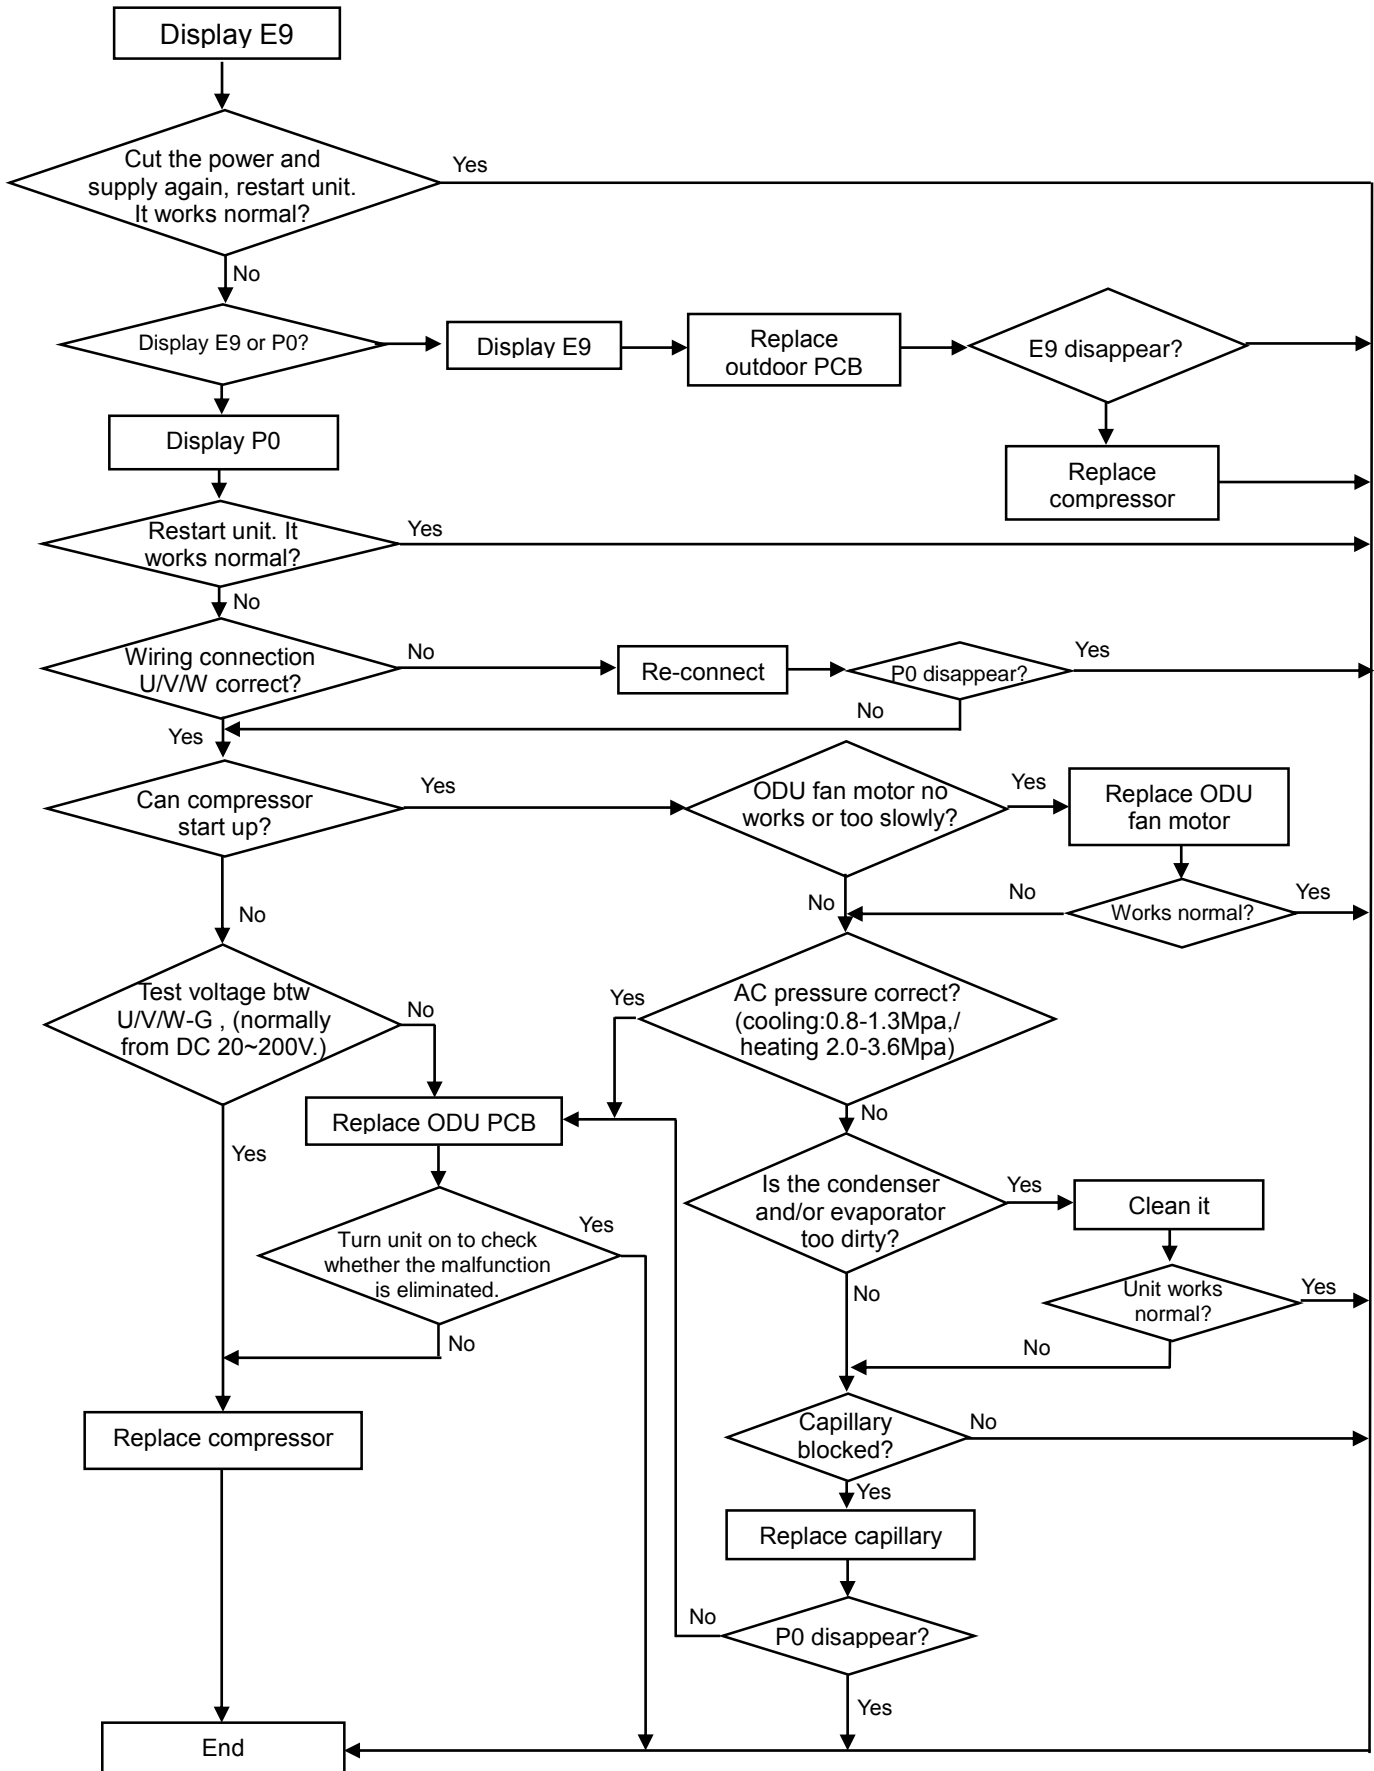 Display E9
Cut the power and
supply again, restart unit.
It works normal?
Yes
No
Display E9 or P0?
Display E9
Replace
outdoor PCB
E9 disappear?
Replace
compressor
Display P0
Restart unit. It
works normal?
Yes
No
Wiring connection
U/V/W correct?
No
Re-connect
P0 disappear?
Yes
No
Yes
Can compressor
start up?
Yes
ODU fan motor no
works or too slowly?
Yes
Replace ODU
fan motor
No
Works normal?
Yes
No
No
Test voltage btw
U/V/W-G , (normally
from DC 20~200V.)
No
Yes
AC pressure correct?
(cooling:0.8-1.3Mpa,/
heating 2.0-3.6Mpa)
Replace ODU PCB
No
Yes
Is the condenser
and/or evaporator
too dirty?
Yes
Clean it
Turn unit on to check
whether the malfunction
is eliminated.
Yes
No
Unit works
normal?
Yes
No
No
Replace compressor
Capillary
blocked?
No
Yes
Replace capillary
No
P0 disappear?
Yes
End